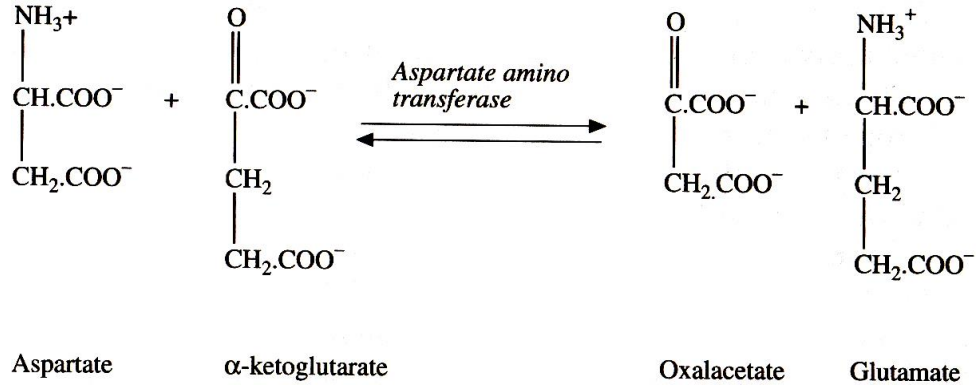 NH₃+ O O NH₃⁺
Aspartate amino
transferase
CH.COO⁻ + C.COO⁻ C.COO⁻ + CH.COO⁻
CH₂.COO⁻ CH₂ CH₂.COO⁻ CH₂
CH₂.COO⁻ CH₂.COO⁻
Aspartate α-ketoglutarate Oxalacetate Glutamate